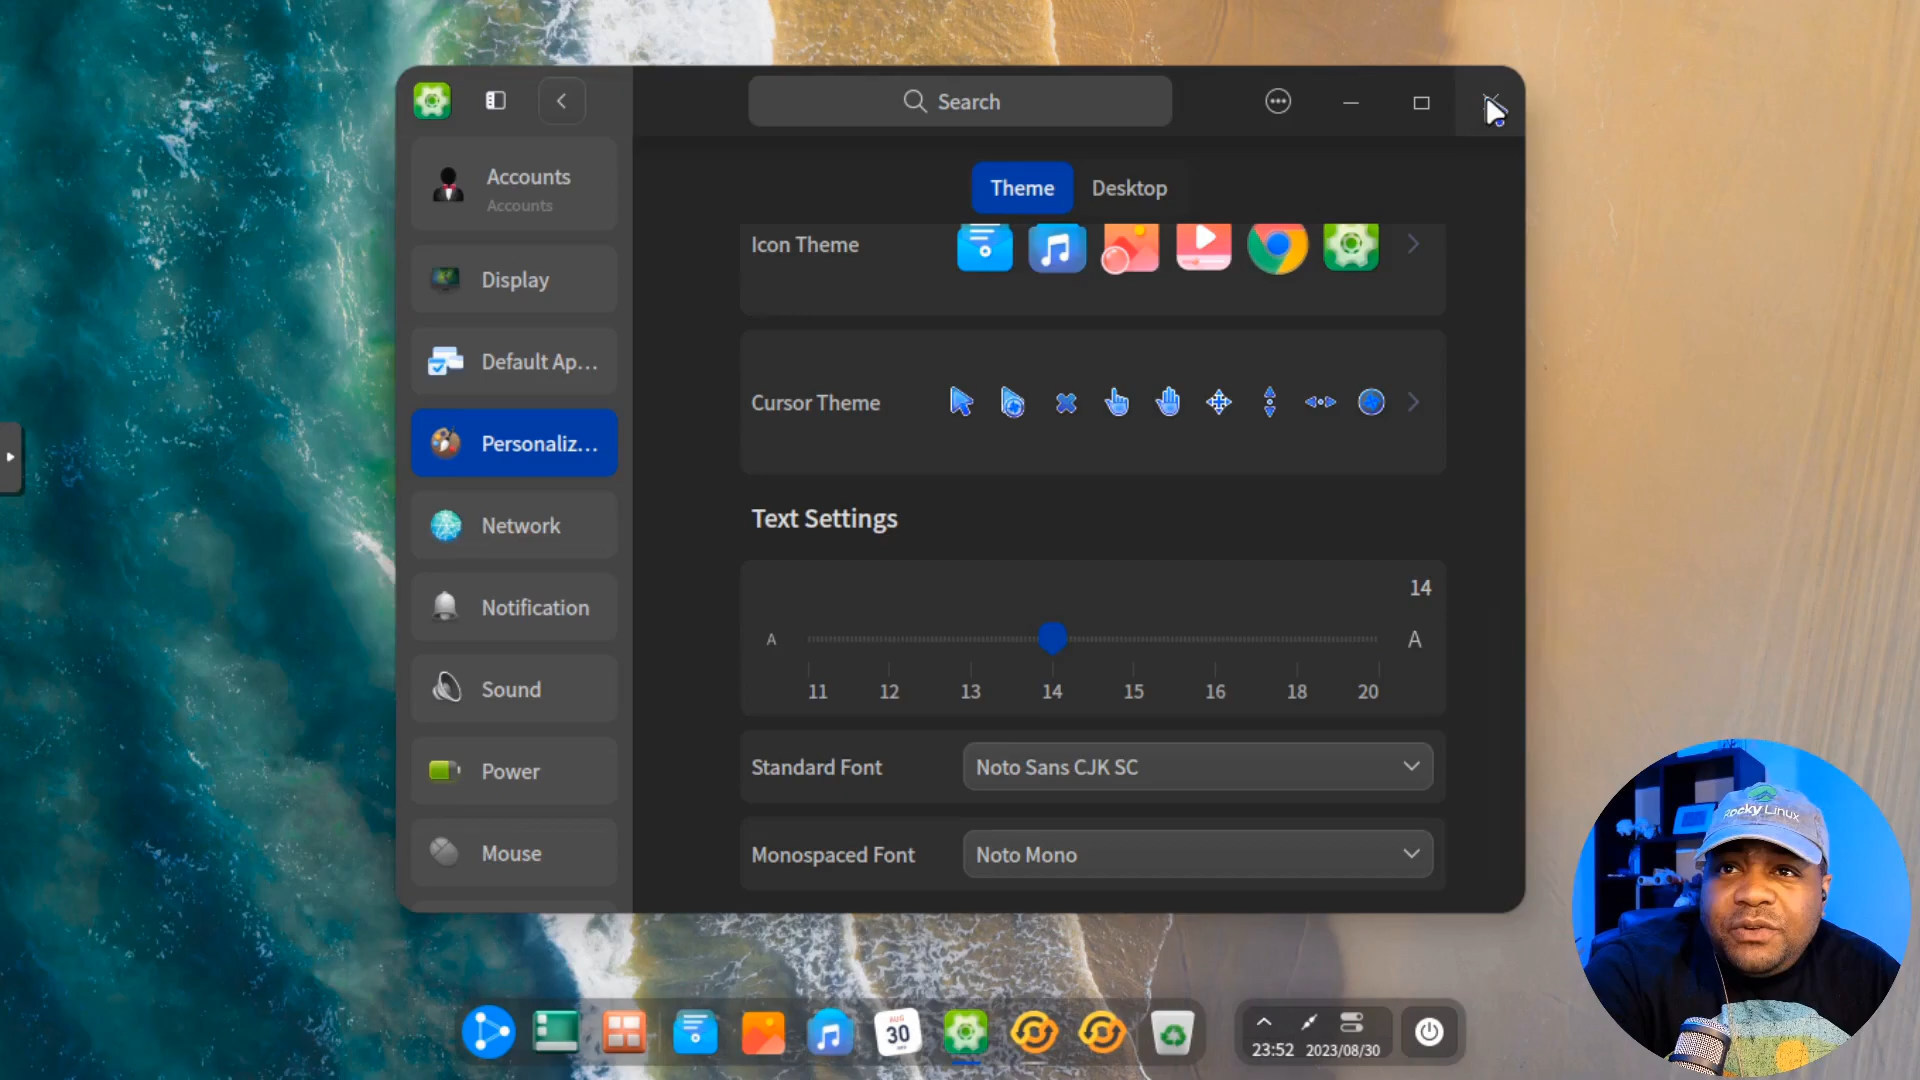 Search
Accounts
Accounts
Display
Default Ap...
Personaliz...
Network
Notification
Sound
Power
Mouse
Theme
Desktop
Icon Theme
Cursor Theme
Text Settings
14
A
A
11 12 13 14 15 16 18 20
Standard Font
Noto Sans CJK SC
Monospaced Font
Noto Mono
Rocky Linux
AUG
30
23:52
2023/08/30